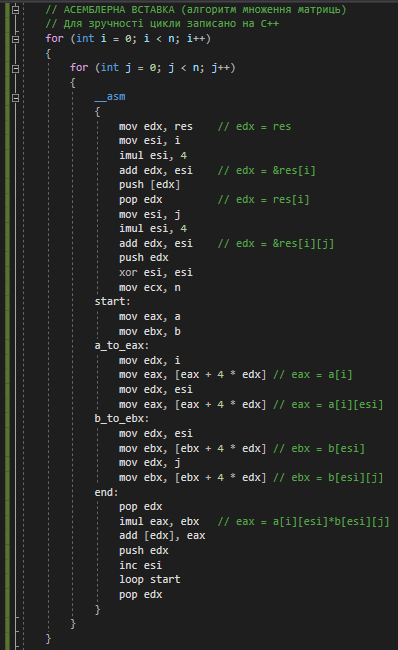 // АСЕМБЛЕРНА ВСТАВКА (алгоритм множення матриць)
// Для зручності цикли записано на C++
for (int i = 0; i < n; i++)
{
for (int j = 0; j < n; j++)
{
__asm
{
mov edx, res // edx = res
mov esi, i
imul esi, 4
add edx, esi // edx = &res[i]
push [edx]
pop edx // edx = res[i]
mov esi, j
imul esi, 4
add edx, esi // edx = &res[i][j]
push edx
xor esi, esi
mov ecx, n
start:
mov eax, a
mov ebx, b
a_to_eax:
mov edx, i
mov eax, [eax + 4 * edx] // eax = a[i]
mov edx, esi
mov eax, [eax + 4 * edx] // eax = a[i][esi]
b_to_ebx:
mov edx, esi
mov ebx, [ebx + 4 * edx] // ebx = b[esi]
mov edx, j
mov ebx, [ebx + 4 * edx] // ebx = b[esi][j]
end:
pop edx
imul eax, ebx // eax = a[i][esi]*b[esi][j]
add [edx], eax
push edx
inc esi
loop start
pop edx
}
}
}